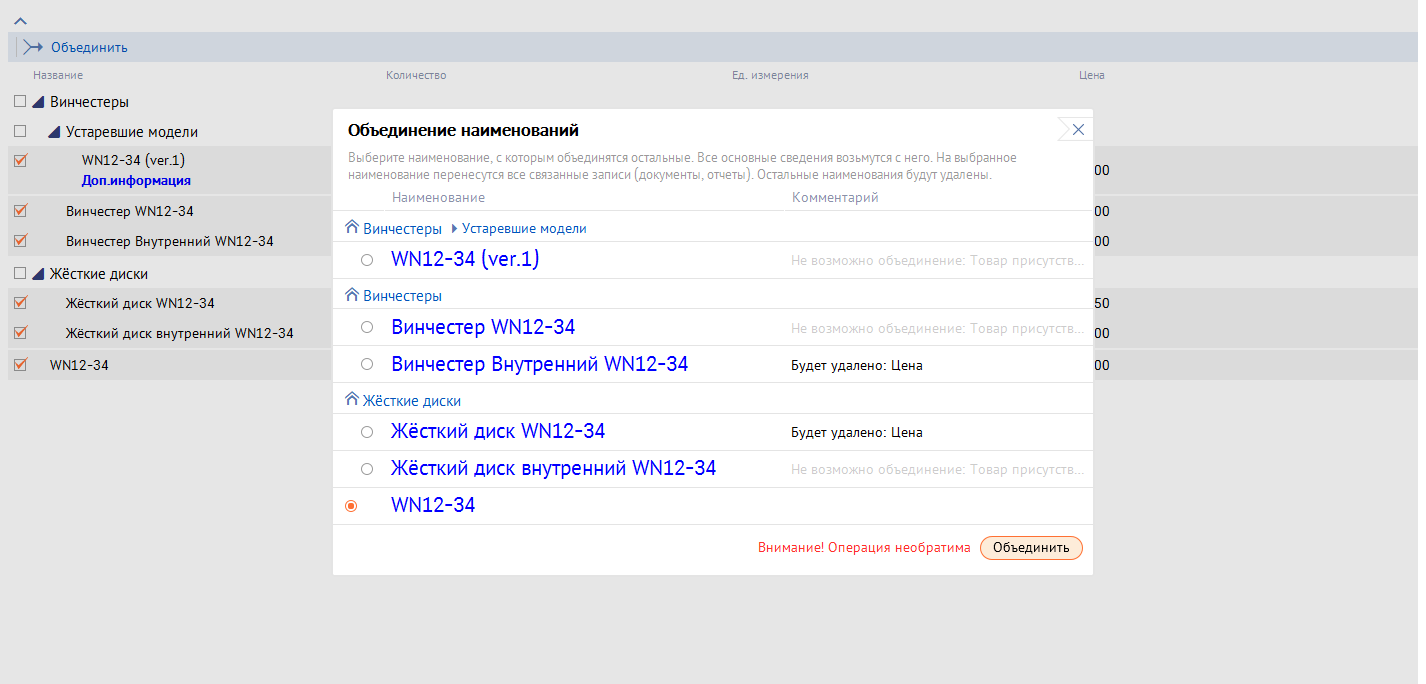 Объединить
Название Количество Ед. измерения Цена
Винчестеры
Устаревшие модели
WN12-34 (ver.1)
Доп.информация
00
Винчестер WN12-34
00
Винчестер Внутренний WN12-34
00
Жёсткие диски
Жёсткий диск WN12-34
50
Жёсткий диск внутренний WN12-34
00
WN12-34
00
Объединение наименований
Выберите наименование, с которым объединятся остальные. Все основные сведения возьмутся с него. На выбранное
наименование перенесутся все связанные записи (документы, отчеты). Остальные наименования будут удалены.
Наименование Комментарий
Винчестеры Устаревшие модели
WN12-34 (ver.1) Не возможно объединение: Товар присутств...
Винчестеры
Винчестер WN12-34 Не возможно объединение: Товар присутств...
Винчестер Внутренний WN12-34 Будет удалено: Цена
Жёсткие диски
Жёсткий диск WN12-34 Будет удалено: Цена
Жёсткий диск внутренний WN12-34 Не возможно объединение: Товар присутств...
WN12-34
Внимание! Операция необратима Объединить